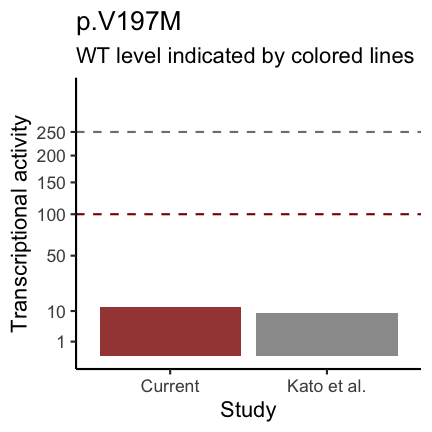 p.V197M
WT level indicated by colored lines
Transcriptional activity
250
200
150
100
50
10
1
Current
Kato et al.
Study